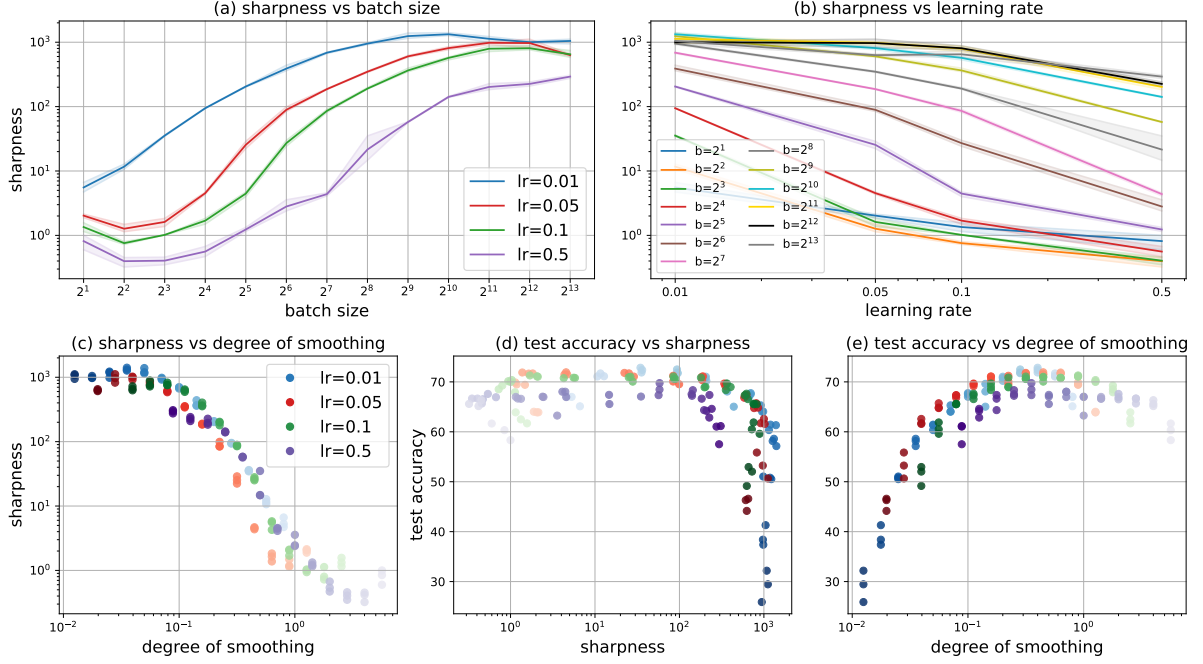 (a) sharpness vs batch size
sharpness
10³
10²
10¹
10⁰
lr=0.01
lr=0.05
lr=0.1
lr=0.5
2¹ 2² 2³ 2⁴ 2⁵ 2⁶ 2⁷ 2⁸ 2⁹ 2¹⁰ 2¹¹ 2¹² 2¹³
batch size
(b) sharpness vs learning rate
10³
10²
10¹
10⁰
b=2¹
b=2²
b=2³
b=2⁴
b=2⁵
b=2⁶
b=2⁷
b=2⁸
b=2⁹
b=2¹⁰
b=2¹¹
b=2¹²
b=2¹³
0.01 0.05 0.1 0.5
learning rate
(c) sharpness vs degree of smoothing
sharpness
10³
10²
10¹
10⁰
lr=0.01
lr=0.05
lr=0.1
lr=0.5
10⁻² 10⁻¹ 10⁰
degree of smoothing
(d) test accuracy vs sharpness
test accuracy
70
60
50
40
30
10⁰ 10¹ 10² 10³
sharpness
(e) test accuracy vs degree of smoothing
70
60
50
40
30
10⁻² 10⁻¹ 10⁰
degree of smoothing